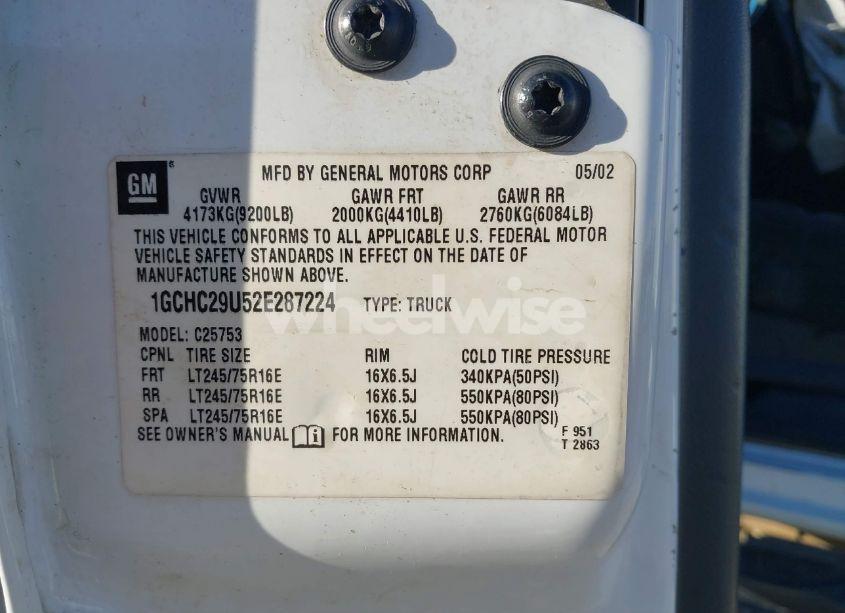 GM ® MFD BY GENERAL MOTORS CORP 05/02
GVWR GAWR FRT GAWR RR
4173KG(9200LB) 2000KG(4410LB) 2760KG(6084LB)
THIS VEHICLE CONFORMS TO ALL APPLICABLE U.S. FEDERAL MOTOR
VEHICLE SAFETY STANDARDS IN EFFECT ON THE DATE OF
MANUFACTURE SHOWN ABOVE.
1GCHC29U52E287224 TYPE: TRUCK
wheelwise
MODEL: C25753
CPNL TIRE SIZE RIM COLD TIRE PRESSURE
FRT LT245/75R16E 16X6.5J 340KPA(50PSI)
RR LT245/75R16E 16X6.5J 550KPA(80PSI)
SPA LT245/75R16E 16X6.5J 550KPA(80PSI)
SEE OWNER'S MANUAL FOR MORE INFORMATION.
F 951
T 2863